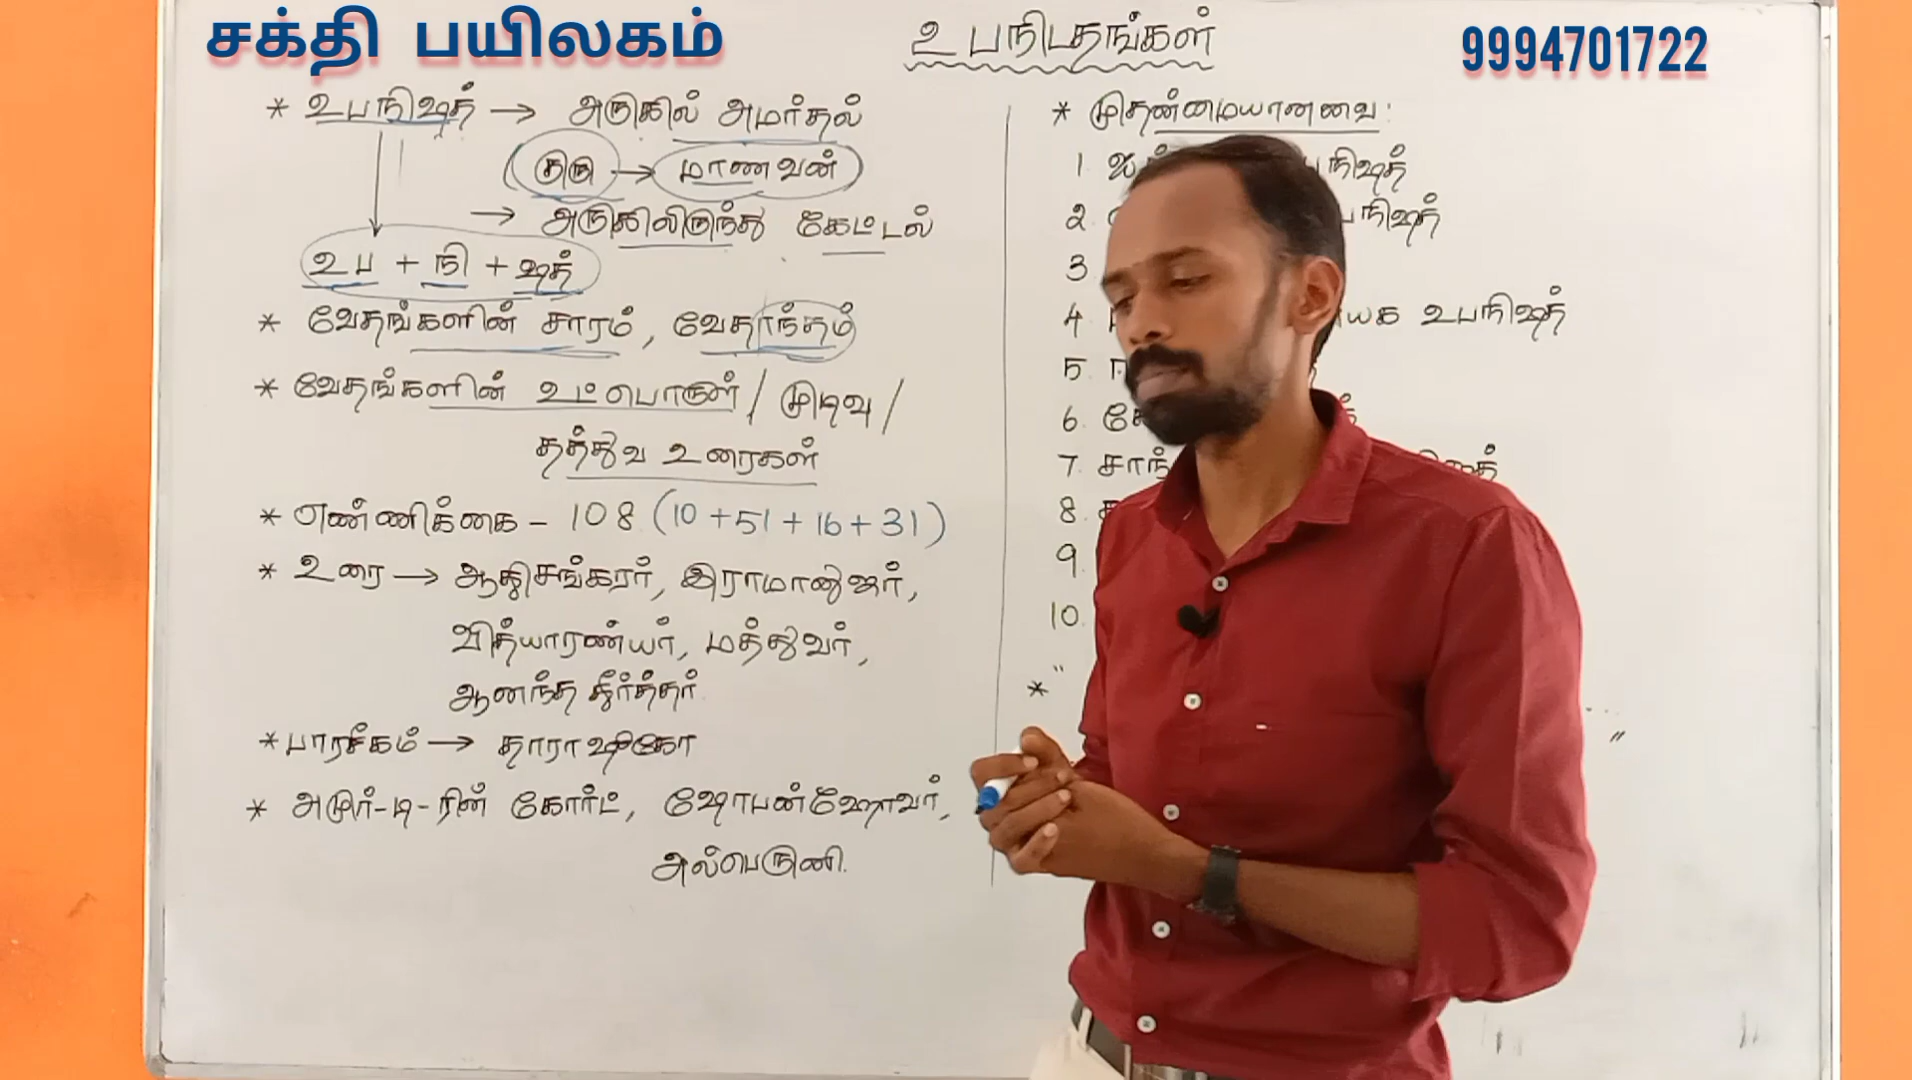 சக்தி பயிலகம்
உபநிடதங்கள்
9994701722
* உபநிஷத் → அருகில் அமர்தல்
(குரு → மாணவன்)
→ அருகிலிருந்து கேட்டல்
உப + நி + ஷத்
* வேதங்களின் சாரம், வேதாந்தம்
* வேதங்களின் உட்பொருள் / முடிவு /
தத்துவ உரைகள்
* எண்ணிக்கை - 108 (10 + 51 + 16 + 31)
* உரை → ஆதிசங்கரர், இராமானுஜர்,
வித்யாரண்யர், மத்துவர்,
ஆனந்த தீர்த்தர்.
* பாரசீகம் → தாராஷிகோ
* அமுர்-டி-ரின் கோர்ட், ஷோபன்ஹோவர்,
அல்பெருனி.
* முதன்மையானவை:
1
நிஷத்
2
நிஷத்
3
4
உபநிஷத்
5
6
7. சாந்
8
9
10
*